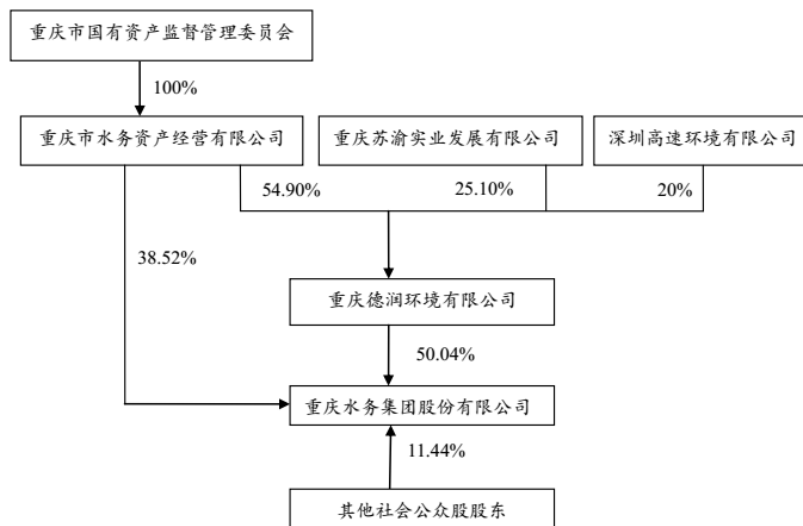 重庆市国有资产监督管理委员会
100%
重庆市水务资产经营有限公司
重庆苏渝实业发展有限公司
深圳高速环境有限公司
54.90%
25.10%
20%
38.52%
重庆德润环境有限公司
50.04%
重庆水务集团股份有限公司
11.44%
其他社会公众股股东